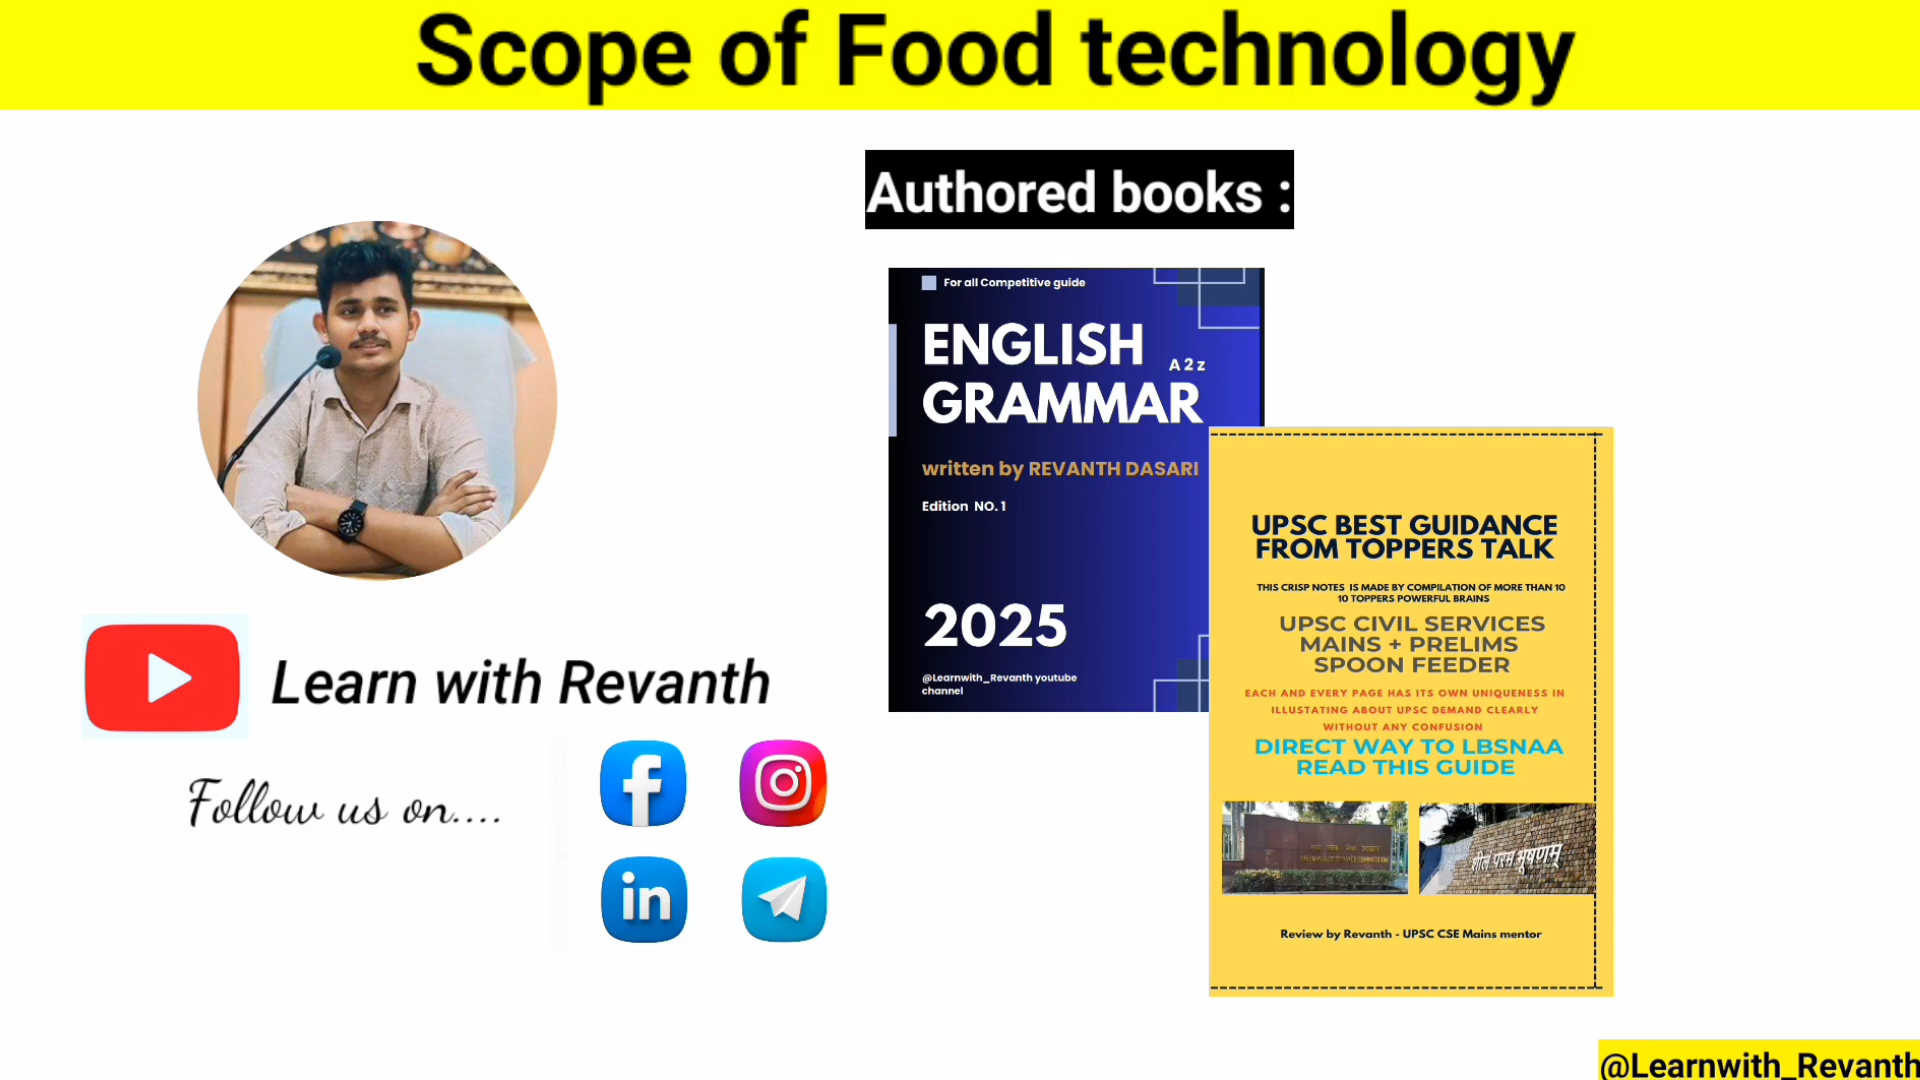 Scope of Food technology
Authored books :
For all Competitive guide
ENGLISH
A2z
GRAMMAR
written by REVANTH DASARI
Edition NO. 1
2025
@Learnwith_Revanth youtube
channel
UPSC BEST GUIDANCE
FROM TOPPERS TALK
THIS CRISP NOTES IS MADE BY COMPILATION OF MORE THAN 10
10 TOPPERS POWERFUL BRAINS
UPSC CIVIL SERVICES
MAINS + PRELIMS
SPOON FEEDER
EACH AND EVERY PAGE HAS ITS OWN UNIQUENESS IN
ILLUSTATING ABOUT UPSC DEMAND CLEARLY
WITHOUT ANY CONFUSION
DIRECT WAY TO LBSNAA
READ THIS GUIDE
शीलं परम भूषणम्
Review by Revanth - UPSC CSE Mains mentor
Learn with Revanth
Follow us on....
f
in
@Learnwith_Revanth